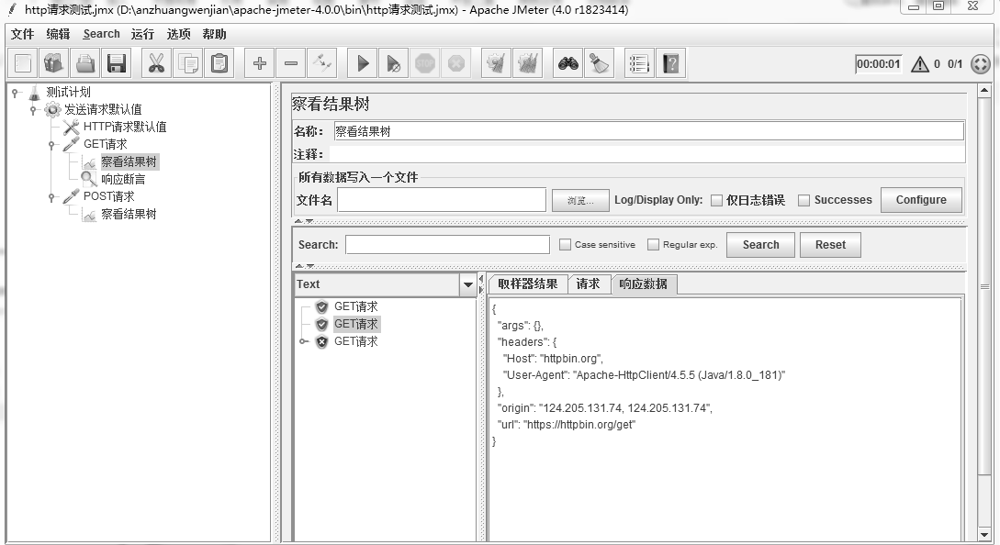 http请求测试.jmx (D:\anzhuangwenjian\apache-jmeter-4.0.0\bin\http请求测试.jmx) - Apache JMeter (4.0 r1823414)
文件 编辑 Search 运行 选项 帮助
00:00:01 0 0/1
测试计划
发送请求默认值
HTTP请求默认值
GET请求
察看结果树
响应断言
POST请求
察看结果树
察看结果树
名称： 察看结果树
注释：
所有数据写入一个文件
文件名 浏览... Log/Display Only: 仅日志错误 Successes Configure
Search: Case sensitive Regular exp. Search Reset
Text
GET请求
GET请求
GET请求
取样器结果 请求 响应数据
{
"args": {},
"headers": {
"Host": "httpbin.org",
"User-Agent": "Apache-HttpClient/4.5.5 (Java/1.8.0_181)"
},
"origin": "124.205.131.74, 124.205.131.74",
"url": "https://httpbin.org/get"
}